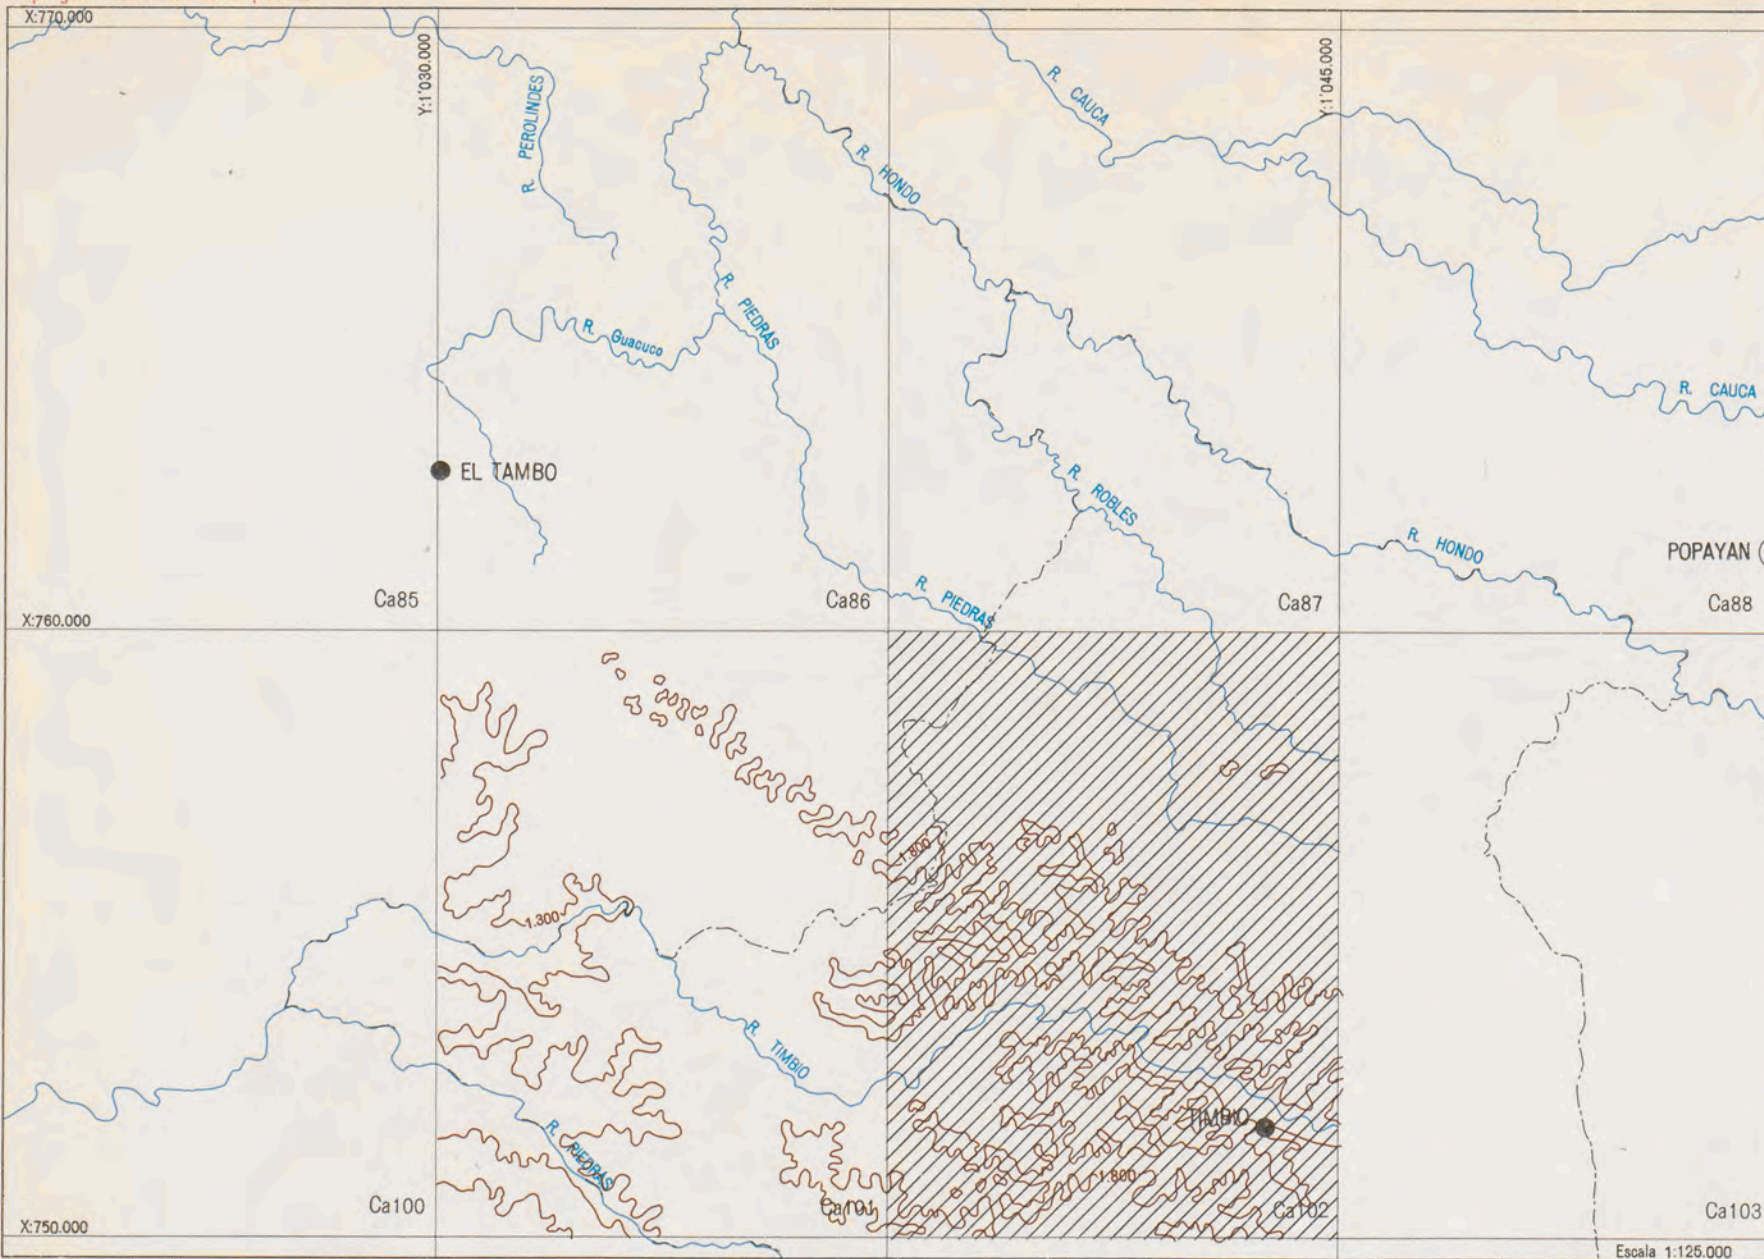 X:770.000
Y:1'030.000
Y:1'045.000
R. PEROLINDES
R. CAUCA
R. HONDO
R. PIEDRAS
R. Guacuco
R. CAUCA
EL TAMBO
R. ROBLES
R. HONDO
POPAYAN
R. PIEDRAS
Ca85
Ca86
Ca87
Ca88
X:760.000
1.800
1.300
R. TIMBIO
TIMBIO
R. PIEDRAS
1.800
Ca100
Ca101
Ca102
Ca103
X:750.000
Escala 1:125.000